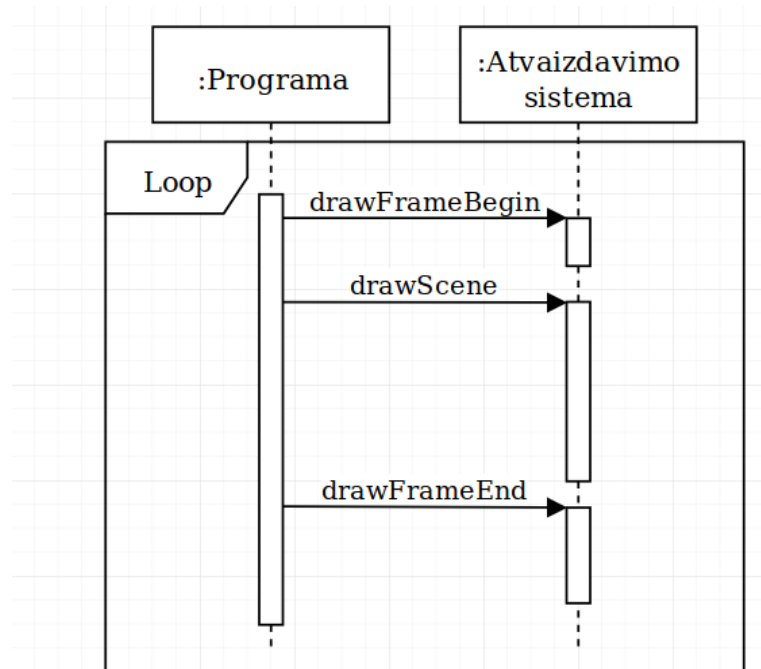 :Programa
:Atvaizdavimo
sistema
Loop
drawFrameBegin
drawScene
drawFrameEnd